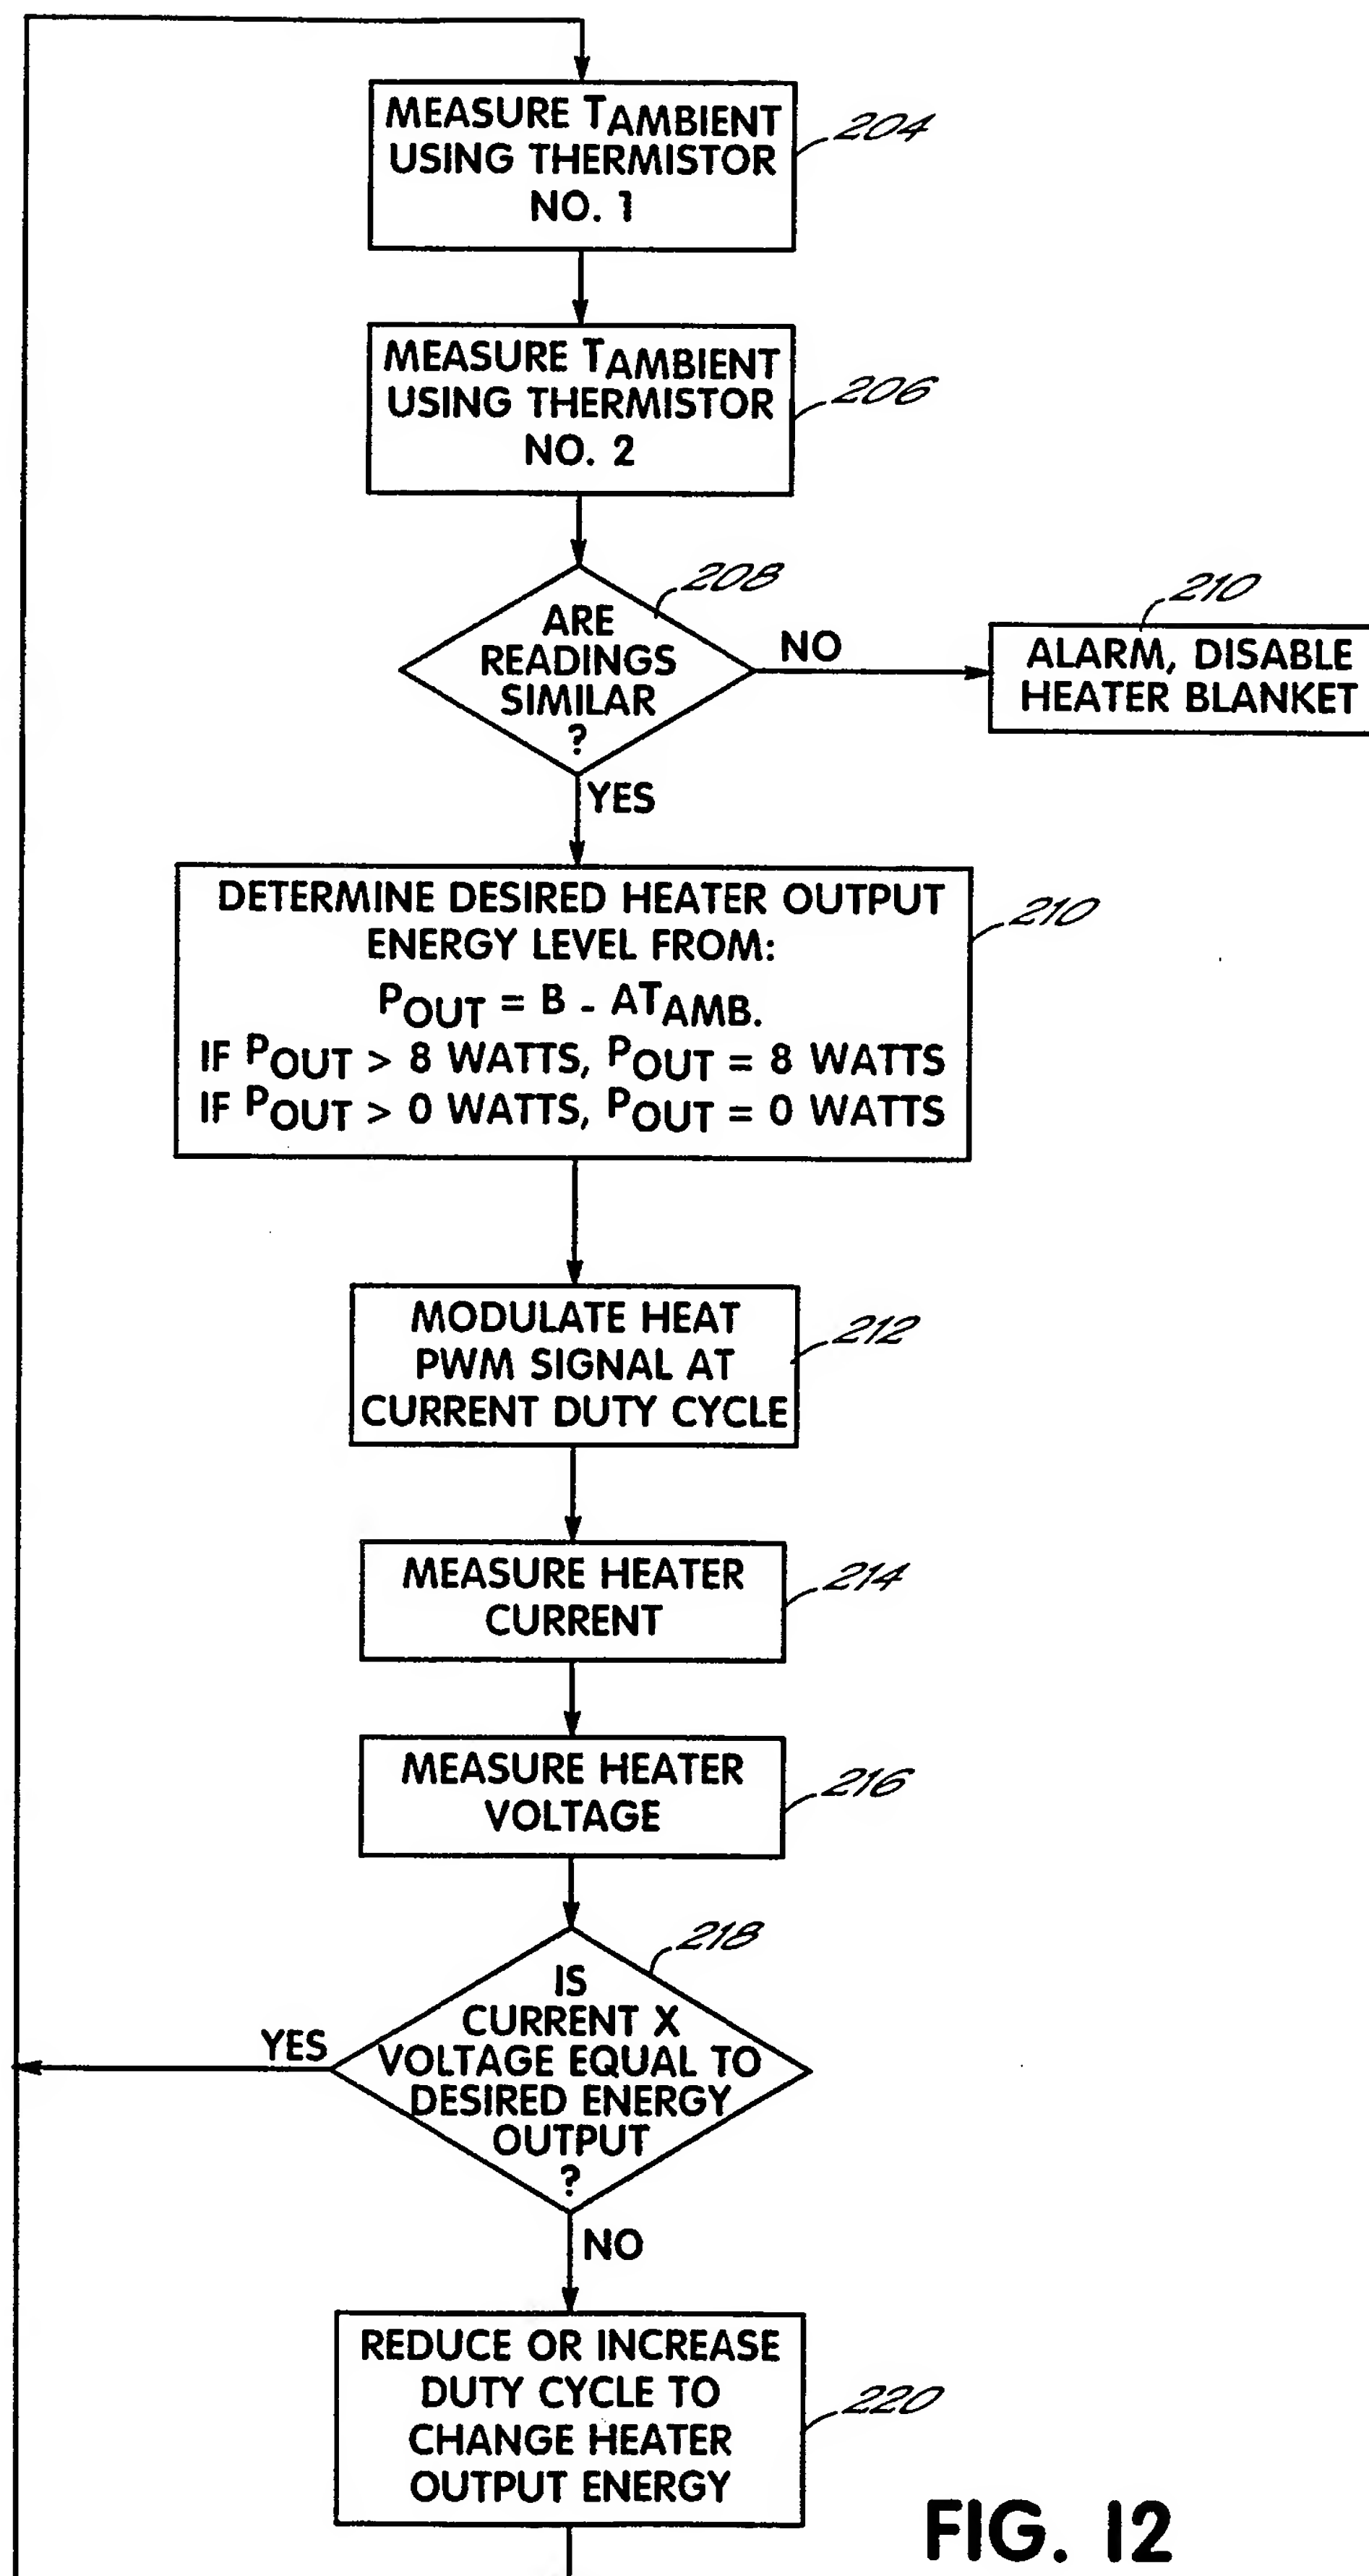 MEASURE TAMBIENT
USING THERMISTOR
NO. 1
204
MEASURE TAMBIENT
USING THERMISTOR
NO. 2
206
208
ARE
READINGS
SIMILAR
?
NO
210
ALARM, DISABLE
HEATER BLANKET
YES
DETERMINE DESIRED HEATER OUTPUT
ENERGY LEVEL FROM:
POUT = B - ATAMB.
IF POUT > 8 WATTS, POUT = 8 WATTS
IF POUT > 0 WATTS, POUT = 0 WATTS
210
MODULATE HEAT
PWM SIGNAL AT
CURRENT DUTY CYCLE
212
MEASURE HEATER
CURRENT
214
MEASURE HEATER
VOLTAGE
216
218
IS
CURRENT X
VOLTAGE EQUAL TO
DESIRED ENERGY
OUTPUT
?
YES
NO
REDUCE OR INCREASE
DUTY CYCLE TO
CHANGE HEATER
OUTPUT ENERGY
220
FIG. 12